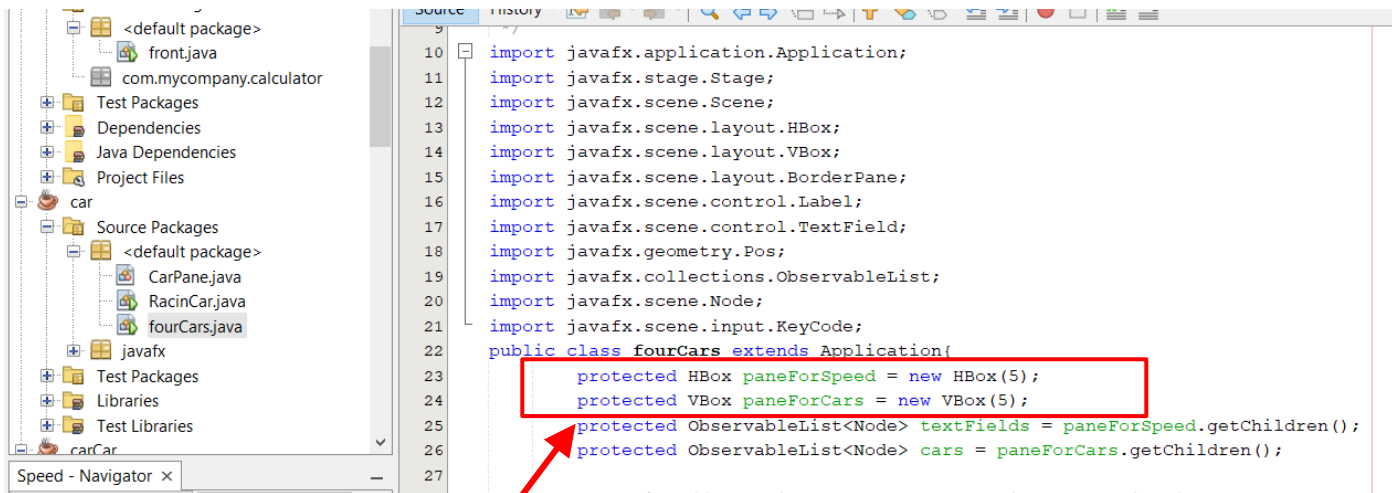 Source History
<default package>
front.java
com.mycompany.calculator
Test Packages
Dependencies
Java Dependencies
Project Files
car
Source Packages
<default package>
CarPane.java
RacinCar.java
fourCars.java
javafx
Test Packages
Libraries
Test Libraries
carCar
Speed - Navigator ×
9 */
10 import javafx.application.Application;
11 import javafx.stage.Stage;
12 import javafx.scene.Scene;
13 import javafx.scene.layout.HBox;
14 import javafx.scene.layout.VBox;
15 import javafx.scene.layout.BorderPane;
16 import javafx.scene.control.Label;
17 import javafx.scene.control.TextField;
18 import javafx.geometry.Pos;
19 import javafx.collections.ObservableList;
20 import javafx.scene.Node;
21 import javafx.scene.input.KeyCode;
22 public class fourCars extends Application{
23 protected HBox paneForSpeed = new HBox(5);
24 protected VBox paneForCars = new VBox(5);
25 protected ObservableList<Node> textFields = paneForSpeed.getChildren();
26 protected ObservableList<Node> cars = paneForCars.getChildren();
27